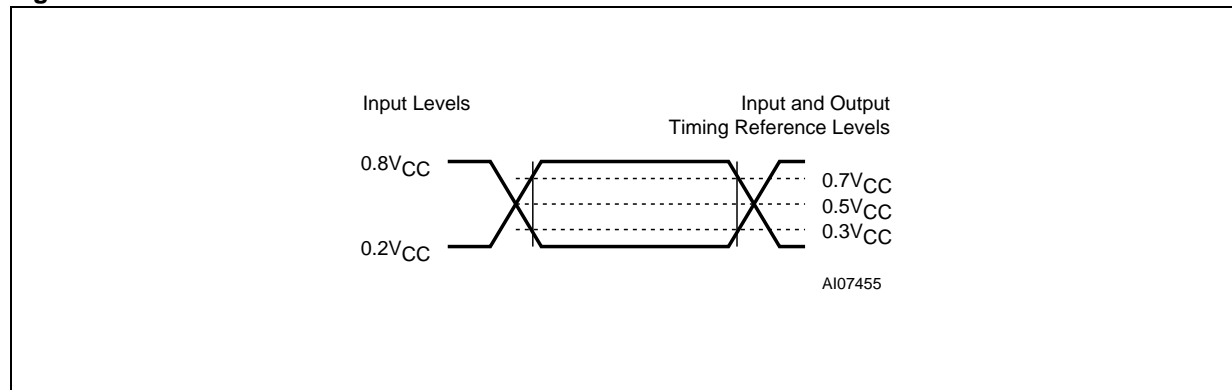 Input Levels
Input and Output
Timing Reference Levels
0.8VCC
0.7VCC
0.5VCC
0.3VCC
0.2VCC
AI07455